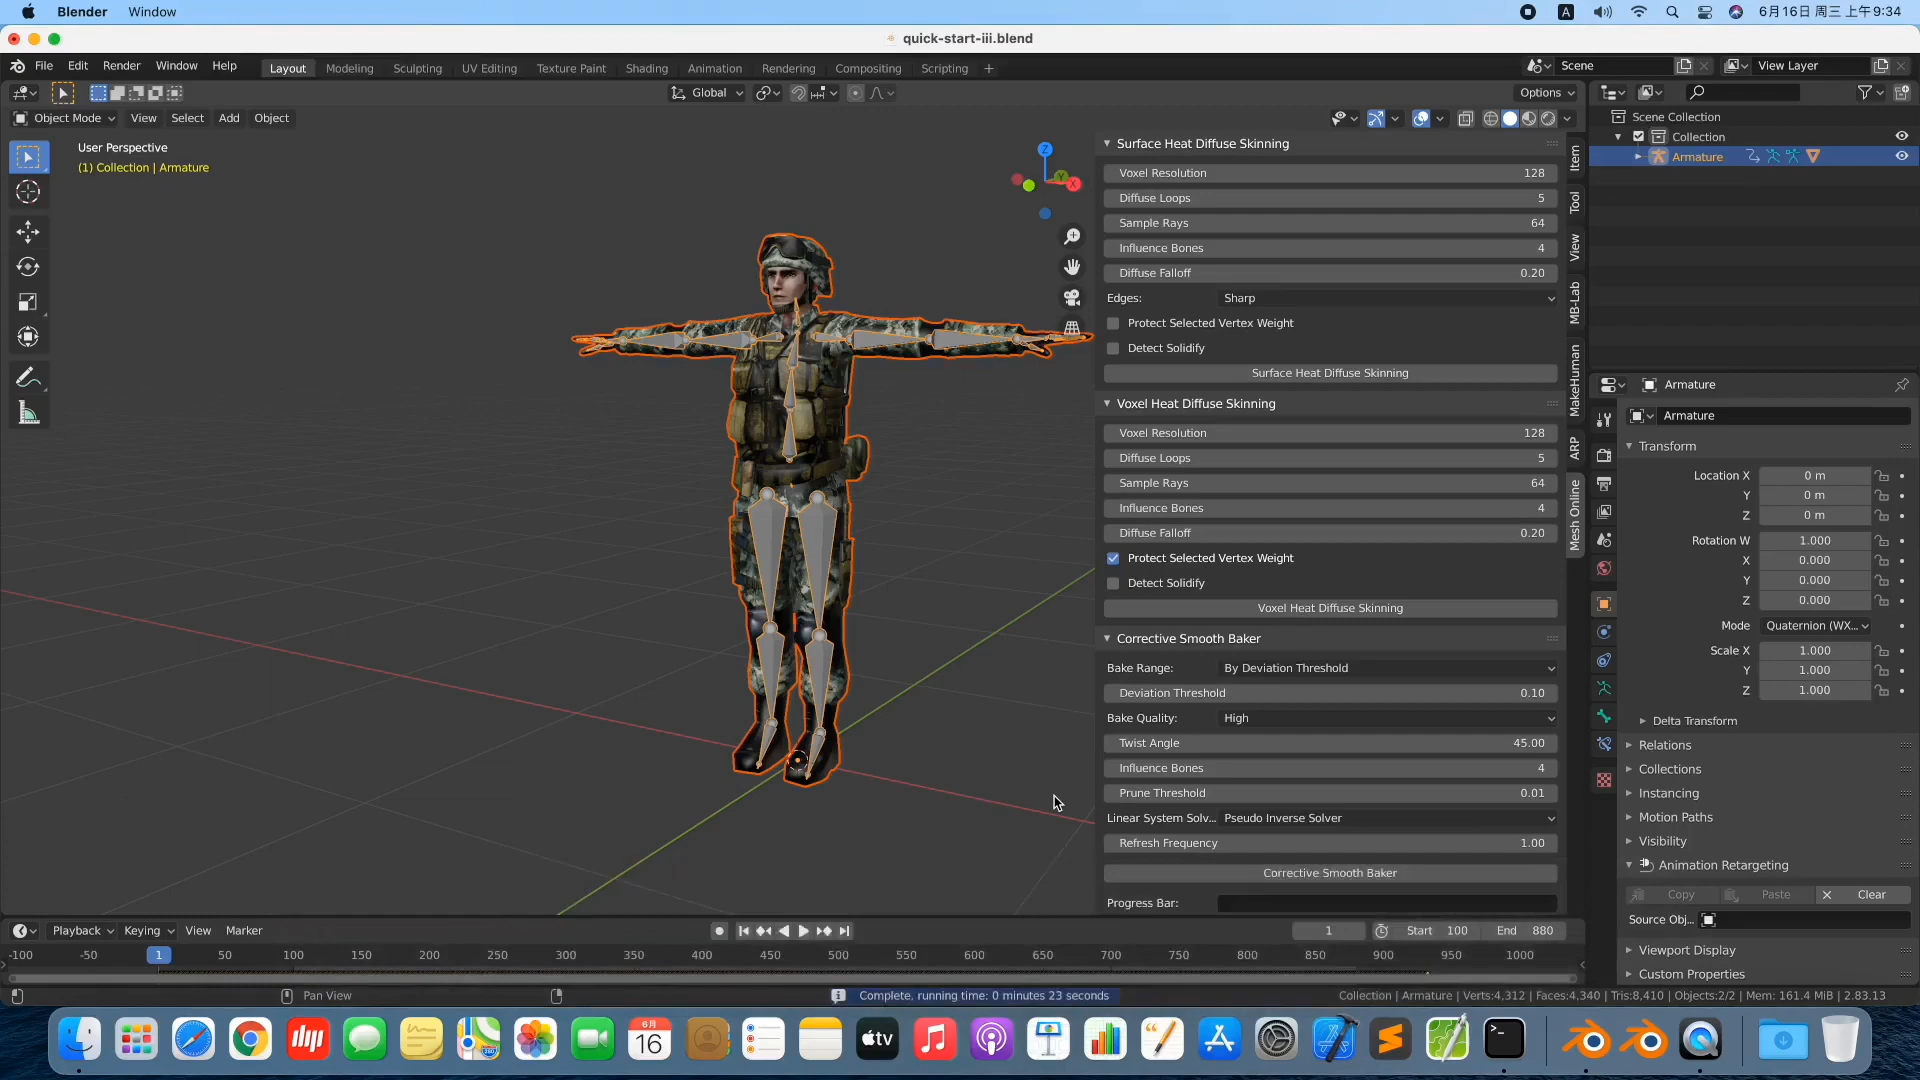 Blender Window
A
6月16日 周三 上午9:34
quick-start-iii.blend
File Edit Render Window Help
Layout Modeling Sculpting UV Editing Texture Paint Shading Animation Rendering Compositing Scripting +
Scene
View Layer
Global
Options
Object Mode View Select Add Object
User Perspective
(1) Collection | Armature
Z
Y
X
Surface Heat Diffuse Skinning
Voxel Resolution 128
Diffuse Loops 5
Sample Rays 64
Influence Bones 4
Diffuse Falloff 0.20
Edges: Sharp
Protect Selected Vertex Weight
Detect Solidify
Surface Heat Diffuse Skinning
Voxel Heat Diffuse Skinning
Voxel Resolution 128
Diffuse Loops 5
Sample Rays 64
Influence Bones 4
Diffuse Falloff 0.20
Protect Selected Vertex Weight
Detect Solidify
Voxel Heat Diffuse Skinning
Corrective Smooth Baker
Bake Range: By Deviation Threshold
Deviation Threshold 0.10
Bake Quality: High
Twist Angle 45.00
Influence Bones 4
Prune Threshold 0.01
Linear System Solv... Pseudo Inverse Solver
Refresh Frequency 1.00
Corrective Smooth Baker
Progress Bar:
Item
Tool
View
MB-Lab
MakeHuman
ARP
Mesh Online
Scene Collection
Collection
Armature
Armature
Armature
Transform
Location X 0 m
Y 0 m
Z 0 m
Rotation W 1.000
X 0.000
Y 0.000
Z 0.000
Mode Quaternion (WX...
Scale X 1.000
Y 1.000
Z 1.000
Delta Transform
Relations
Collections
Instancing
Motion Paths
Visibility
Animation Retargeting
Copy Paste Clear
Source Obj...
Viewport Display
Custom Properties
Playback Keying View Marker
1 Start 100 End 880
-100 -50 1 50 100 150 200 250 300 350 400 450 500 550 600 650 700 750 800 850 900 950 1000
Pan View
Complete, running time: 0 minutes 23 seconds
Collection | Armature | Verts:4,312 | Faces:4,340 | Tris:8,410 | Objects:2/2 | Mem: 161.4 MiB | 2.83.13
6月
16
tv